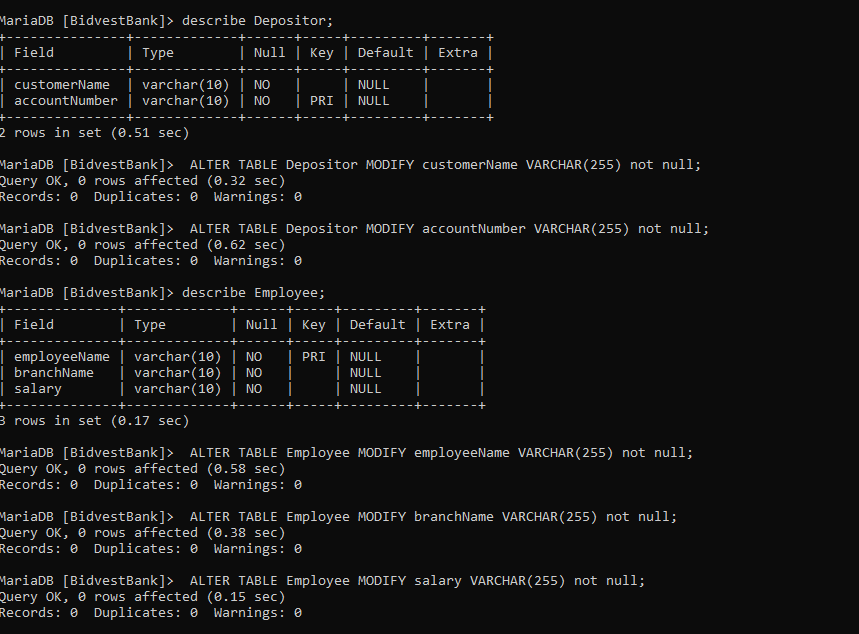 MariaDB [BidvestBank]> describe Depositor;
+---------------+-------------+------+-----+---------+-------+
| Field         | Type        | Null | Key | Default | Extra |
+---------------+-------------+------+-----+---------+-------+
| customerName  | varchar(10) | NO   |     | NULL    |       |
| accountNumber | varchar(10) | NO   | PRI | NULL    |       |
+---------------+-------------+------+-----+---------+-------+
2 rows in set (0.51 sec)
MariaDB [BidvestBank]>  ALTER TABLE Depositor MODIFY customerName VARCHAR(255) not null;
Query OK, 0 rows affected (0.32 sec)
Records: 0  Duplicates: 0  Warnings: 0
MariaDB [BidvestBank]>  ALTER TABLE Depositor MODIFY accountNumber VARCHAR(255) not null;
Query OK, 0 rows affected (0.62 sec)
Records: 0  Duplicates: 0  Warnings: 0
MariaDB [BidvestBank]> describe Employee;
+--------------+-------------+------+-----+---------+-------+
| Field        | Type        | Null | Key | Default | Extra |
+--------------+-------------+------+-----+---------+-------+
| employeeName | varchar(10) | NO   | PRI | NULL    |       |
| branchName   | varchar(10) | NO   |     | NULL    |       |
| salary       | varchar(10) | NO   |     | NULL    |       |
+--------------+-------------+------+-----+---------+-------+
3 rows in set (0.17 sec)
MariaDB [BidvestBank]>  ALTER TABLE Employee MODIFY employeeName VARCHAR(255) not null;
Query OK, 0 rows affected (0.58 sec)
Records: 0  Duplicates: 0  Warnings: 0
MariaDB [BidvestBank]>  ALTER TABLE Employee MODIFY branchName VARCHAR(255) not null;
Query OK, 0 rows affected (0.38 sec)
Records: 0  Duplicates: 0  Warnings: 0
MariaDB [BidvestBank]>  ALTER TABLE Employee MODIFY salary VARCHAR(255) not null;
Query OK, 0 rows affected (0.15 sec)
Records: 0  Duplicates: 0  Warnings: 0